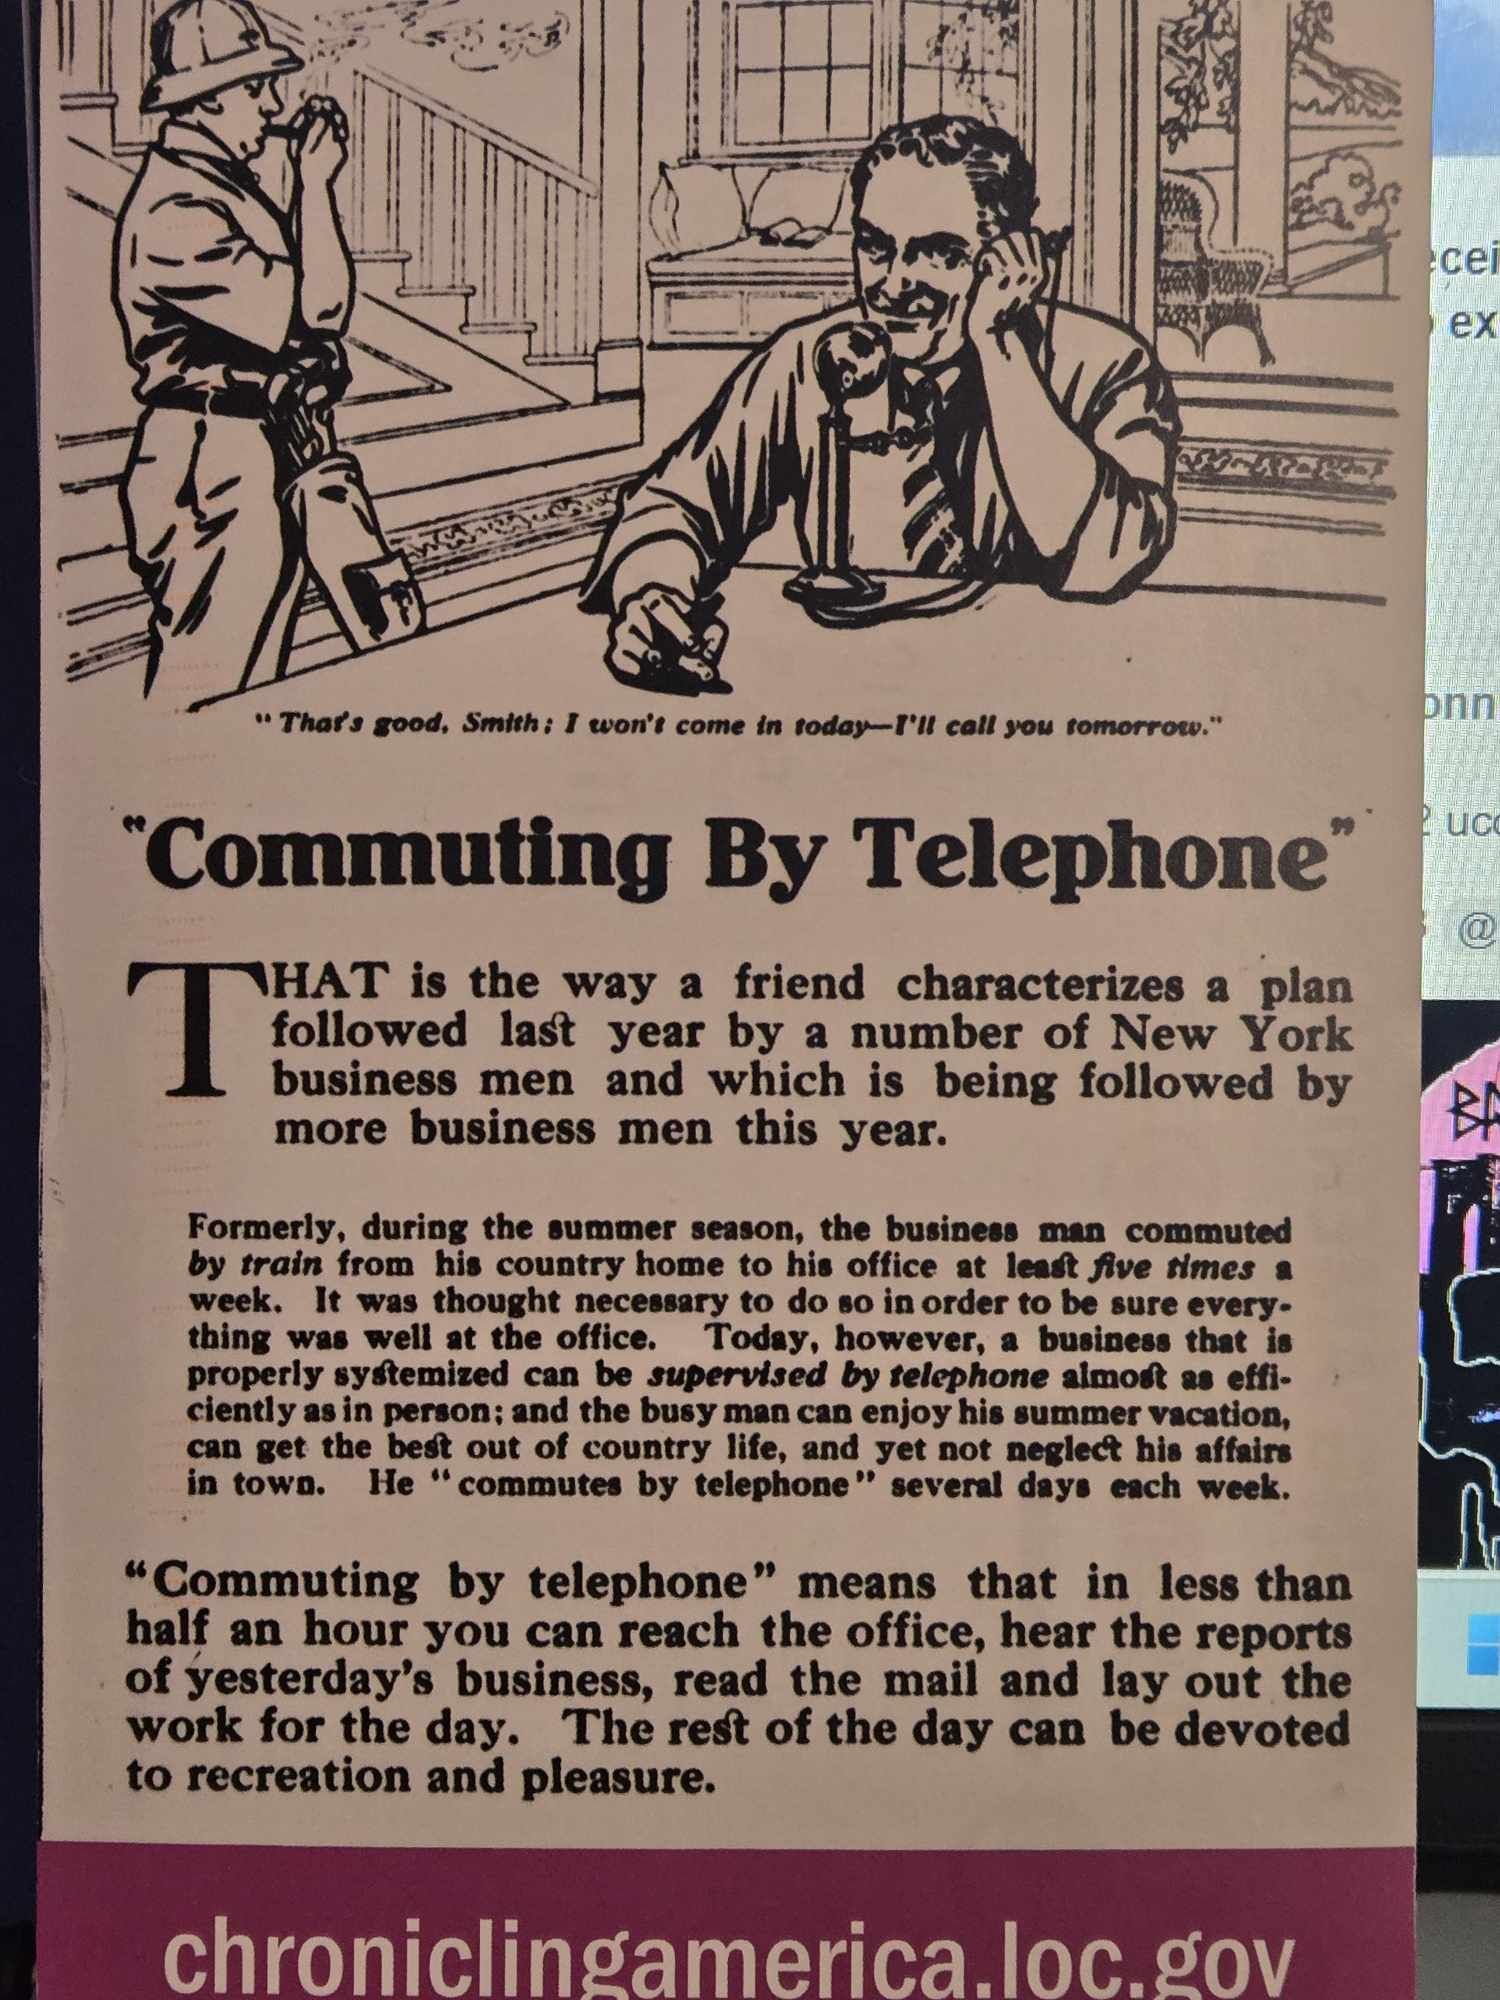 "That's good, Smith; I won't come in today—I'll call you tomorrow."
"Commuting By Telephone"
THAT is the way a friend characterizes a plan
followed last year by a number of New York
business men and which is being followed by
more business men this year.
Formerly, during the summer season, the business man commuted
by train from his country home to his office at least five times a
week. It was thought necessary to do so in order to be sure every-
thing was well at the office. Today, however, a business that is
properly systemized can be supervised by telephone almost as effi-
ciently as in person; and the busy man can enjoy his summer vacation,
can get the best out of country life, and yet not neglect his affairs
in town. He "commutes by telephone" several days each week.
"Commuting by telephone" means that in less than
half an hour you can reach the office, hear the reports
of yesterday's business, read the mail and lay out the
work for the day. The rest of the day can be devoted
to recreation and pleasure.
chroniclingamerica.loc.gov
ecei
ex
onn
@